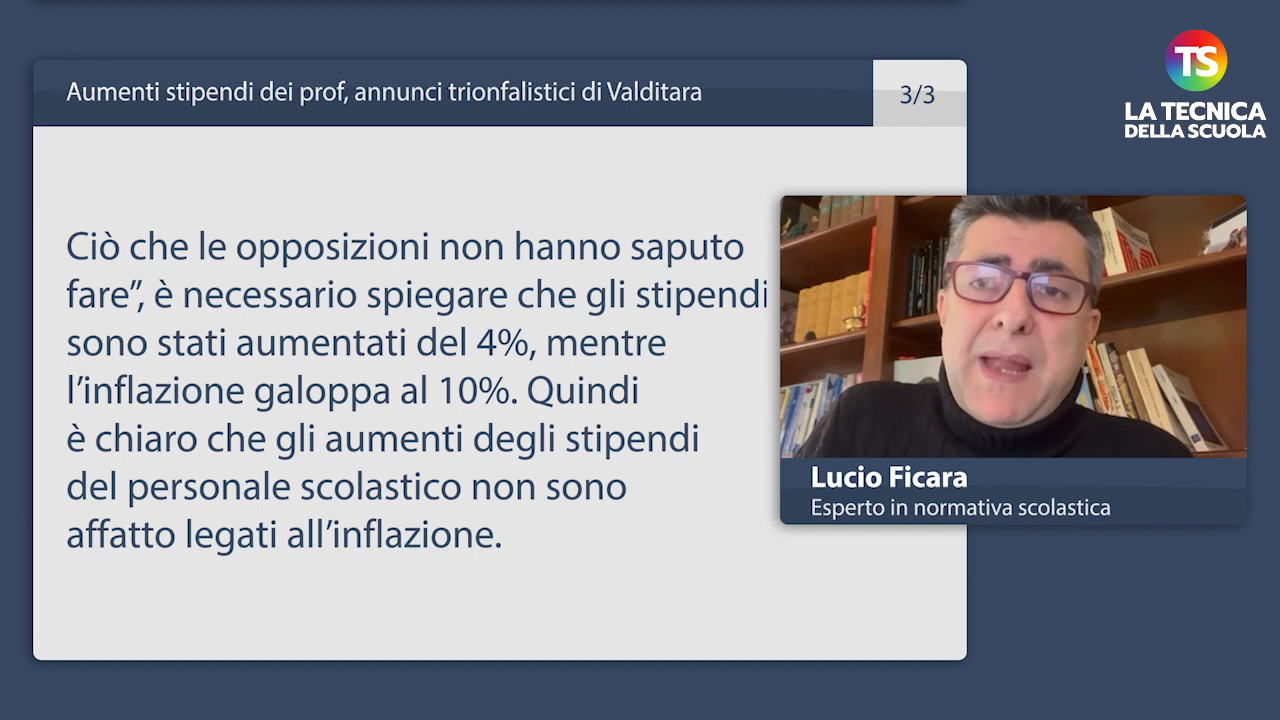 Aumenti stipendi dei prof, annunci trionfalistici di Valditara
3/3
TS
LA TECNICA
DELLA SCUOLA
Ciò che le opposizioni non hanno saputo
fare”, è necessario spiegare che gli stipendi
sono stati aumentati del 4%, mentre
l’inflazione galoppa al 10%. Quindi
è chiaro che gli aumenti degli stipendi
del personale scolastico non sono
affatto legati all’inflazione.
Lucio Ficara
Esperto in normativa scolastica